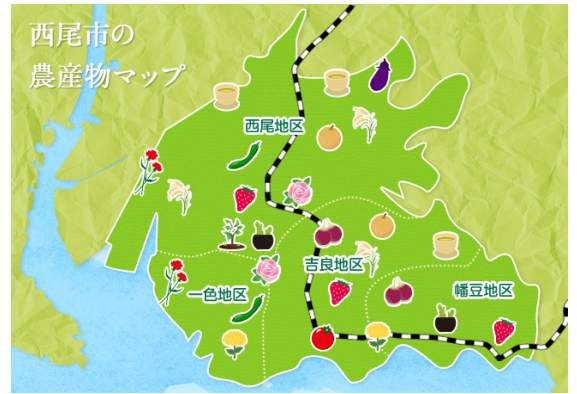 西尾市の
農産物マップ
西尾地区
吉良地区
一色地区
幡豆地区